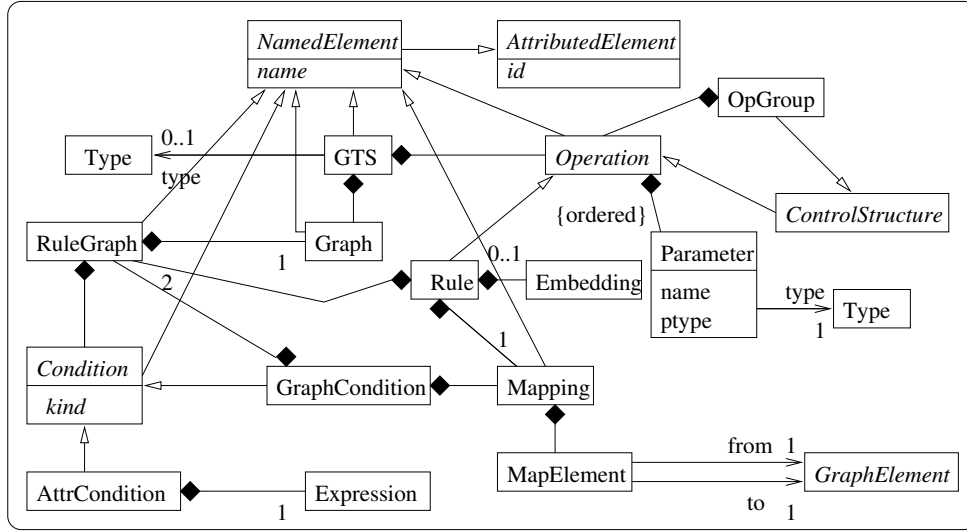 NamedElement
name
AttributedElement
id
OpGroup
0..1
Type
type
GTS
Operation
{ordered}
ControlStructure
RuleGraph
1
Graph
2
0..1
Rule
Embedding
Parameter
name
ptype
type
1
Type
1
Condition
kind
GraphCondition
Mapping
from 1
MapElement
GraphElement
to 1
AttrCondition
1
Expression